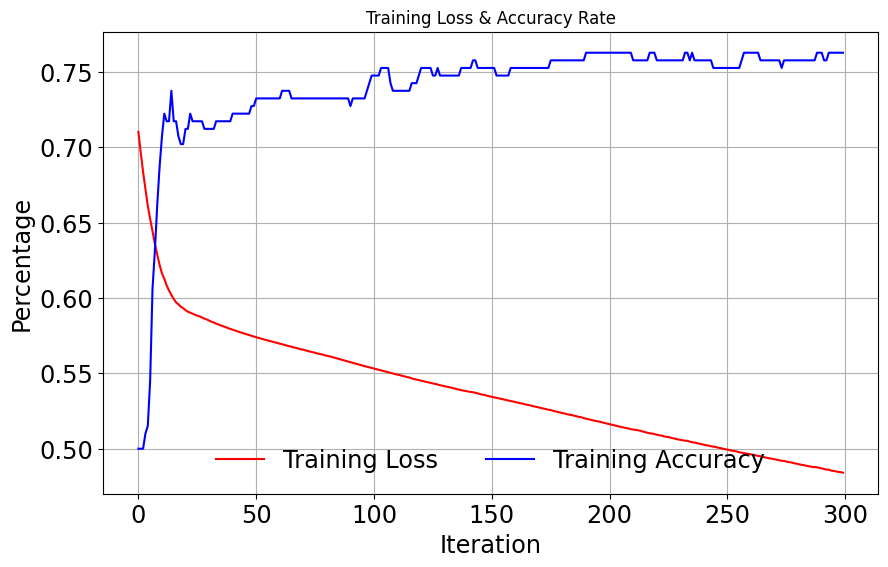 Training Loss & Accuracy Rate
Percentage
0.75
0.70
0.65
0.60
0.55
0.50
Training Loss
Training Accuracy
0
50
100
150
200
250
300
Iteration